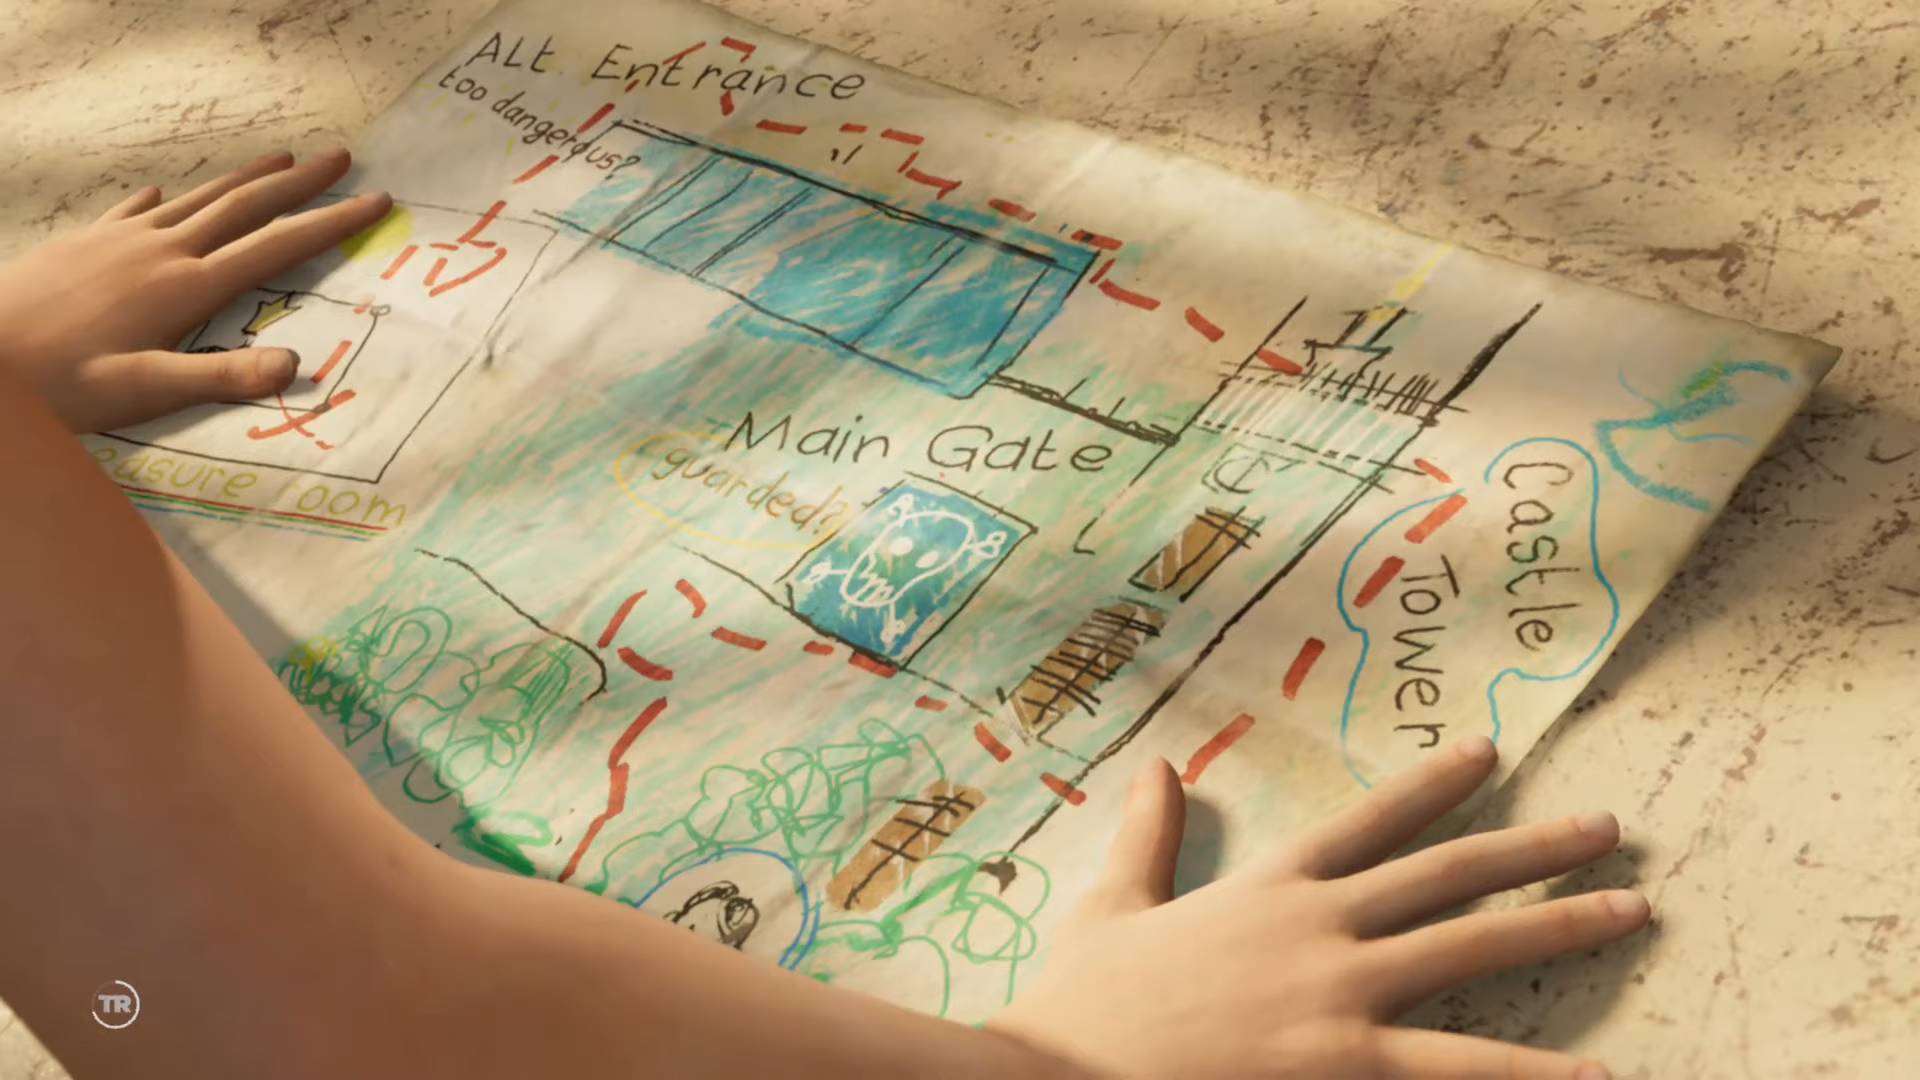 ALt. Entrance
too dangerous?
Main Gate
guarded?
easure room
Castle
Tower
TR